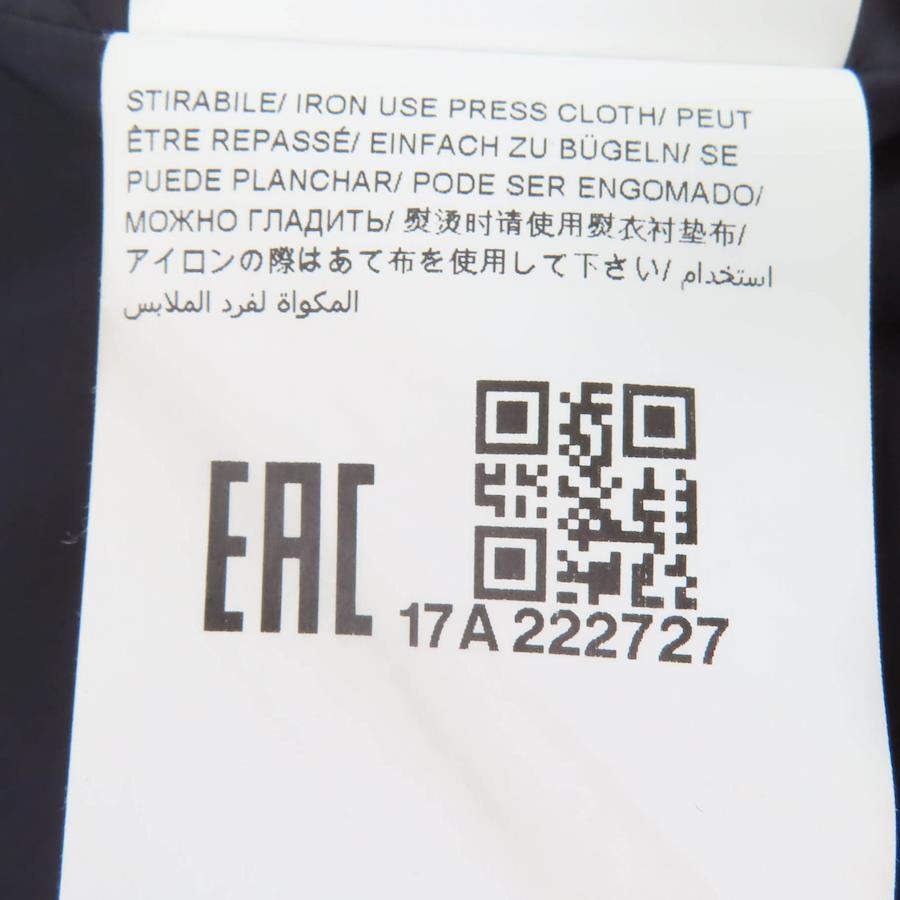 STIRABILE/ IRON USE PRESS CLOTH/ PEUT
ÊTRE REPASSÉ/ EINFACH ZU BÜGELN/ SE
PUEDE PLANCHAR/ PODE SER ENGOMADO/
МОЖНО ГЛАДИТЬ/ 熨烫时请使用熨衣衬垫布/
アイロンの際はあて布を使用して下さい/ استخدام
المكواة لفرد الملابس
EAC
17A222727